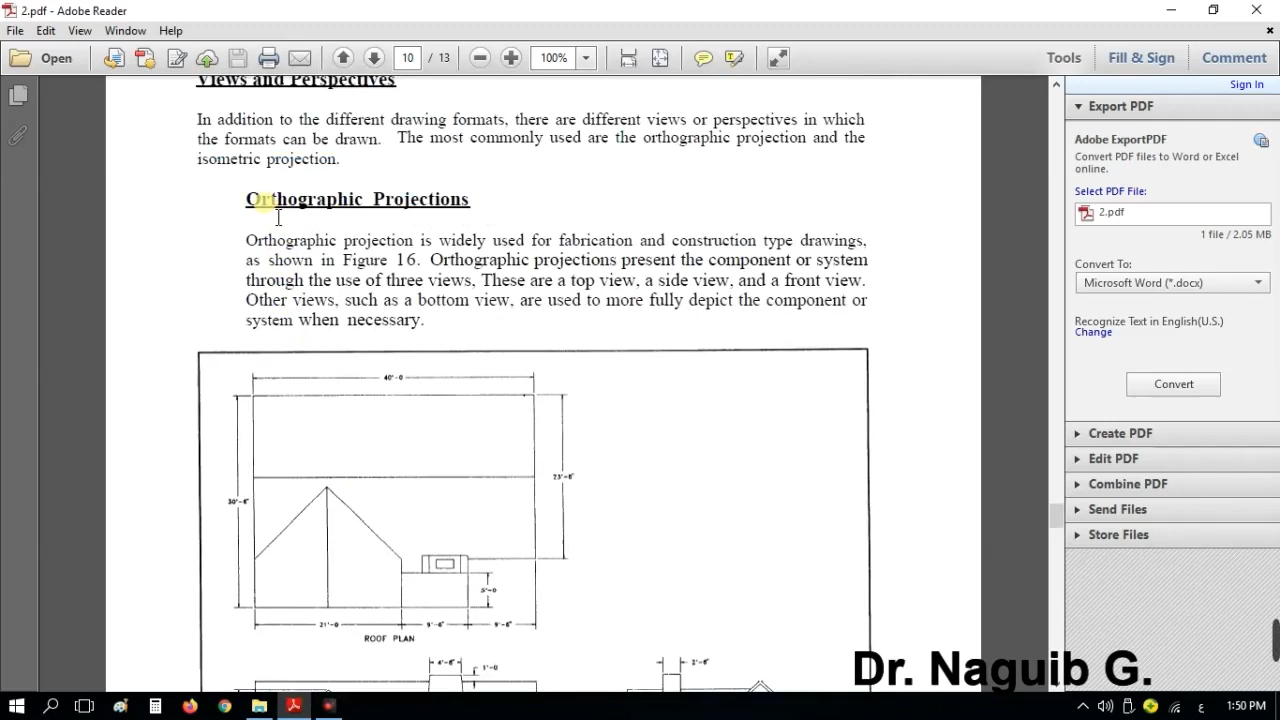 2.pdf - Adobe Reader
File Edit View Window Help
Open 10 / 13 100% Tools Fill & Sign Comment
Sign In
Views and Perspectives
In addition to the different drawing formats, there are different views or perspectives in which
the formats can be drawn. The most commonly used are the orthographic projection and the
isometric projection.
Orthographic Projections
Orthographic projection is widely used for fabrication and construction type drawings,
as shown in Figure 16. Orthographic projections present the component or system
through the use of three views, These are a top view, a side view, and a front view.
Other views, such as a bottom view, are used to more fully depict the component or
system when necessary.
40'-0
23'-6"
30'-6"
5'-0
21'-0 9'-6" 9'-6"
ROOF PLAN
4'-6" 1'-0 2'-6"
Export PDF
Adobe ExportPDF
Convert PDF files to Word or Excel
online.
Select PDF File:
2.pdf
1 file / 2.05 MB
Convert To:
Microsoft Word (*.docx)
Recognize Text in English(U.S.)
Change
Convert
Create PDF
Edit PDF
Combine PDF
Send Files
Store Files
Dr. Naguib G.
ع 1:50 PM